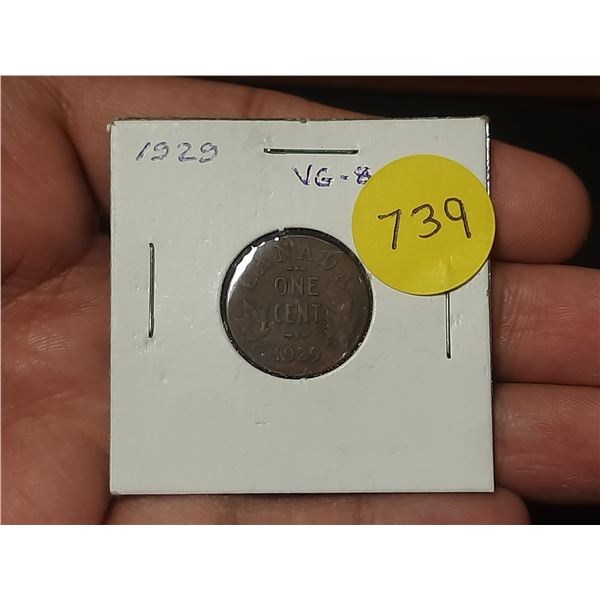 1929
VG-8
739
CANADA
ONE
CENT
1929